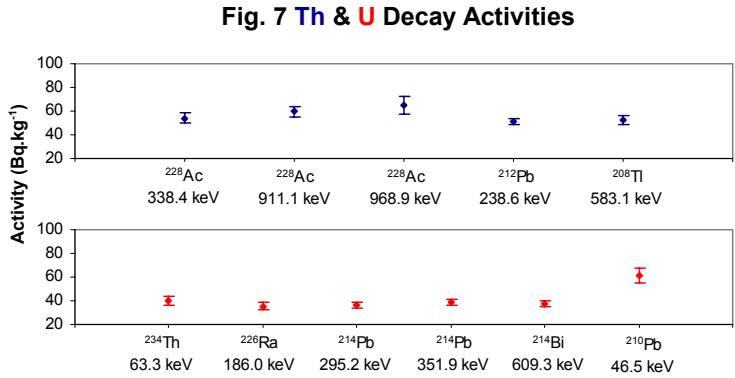 Fig. 7 Th & U Decay Activities
Activity (Bq.kg⁻¹)
100
80
60
40
20
²²⁸Ac ²²⁸Ac ²²⁸Ac ²¹²Pb ²⁰⁸Tl
338.4 keV 911.1 keV 968.9 keV 238.6 keV 583.1 keV
100
80
60
40
20
²³⁴Th ²²⁶Ra ²¹⁴Pb ²¹⁴Pb ²¹⁴Bi ²¹⁰Pb
63.3 keV 186.0 keV 295.2 keV 351.9 keV 609.3 keV 46.5 keV